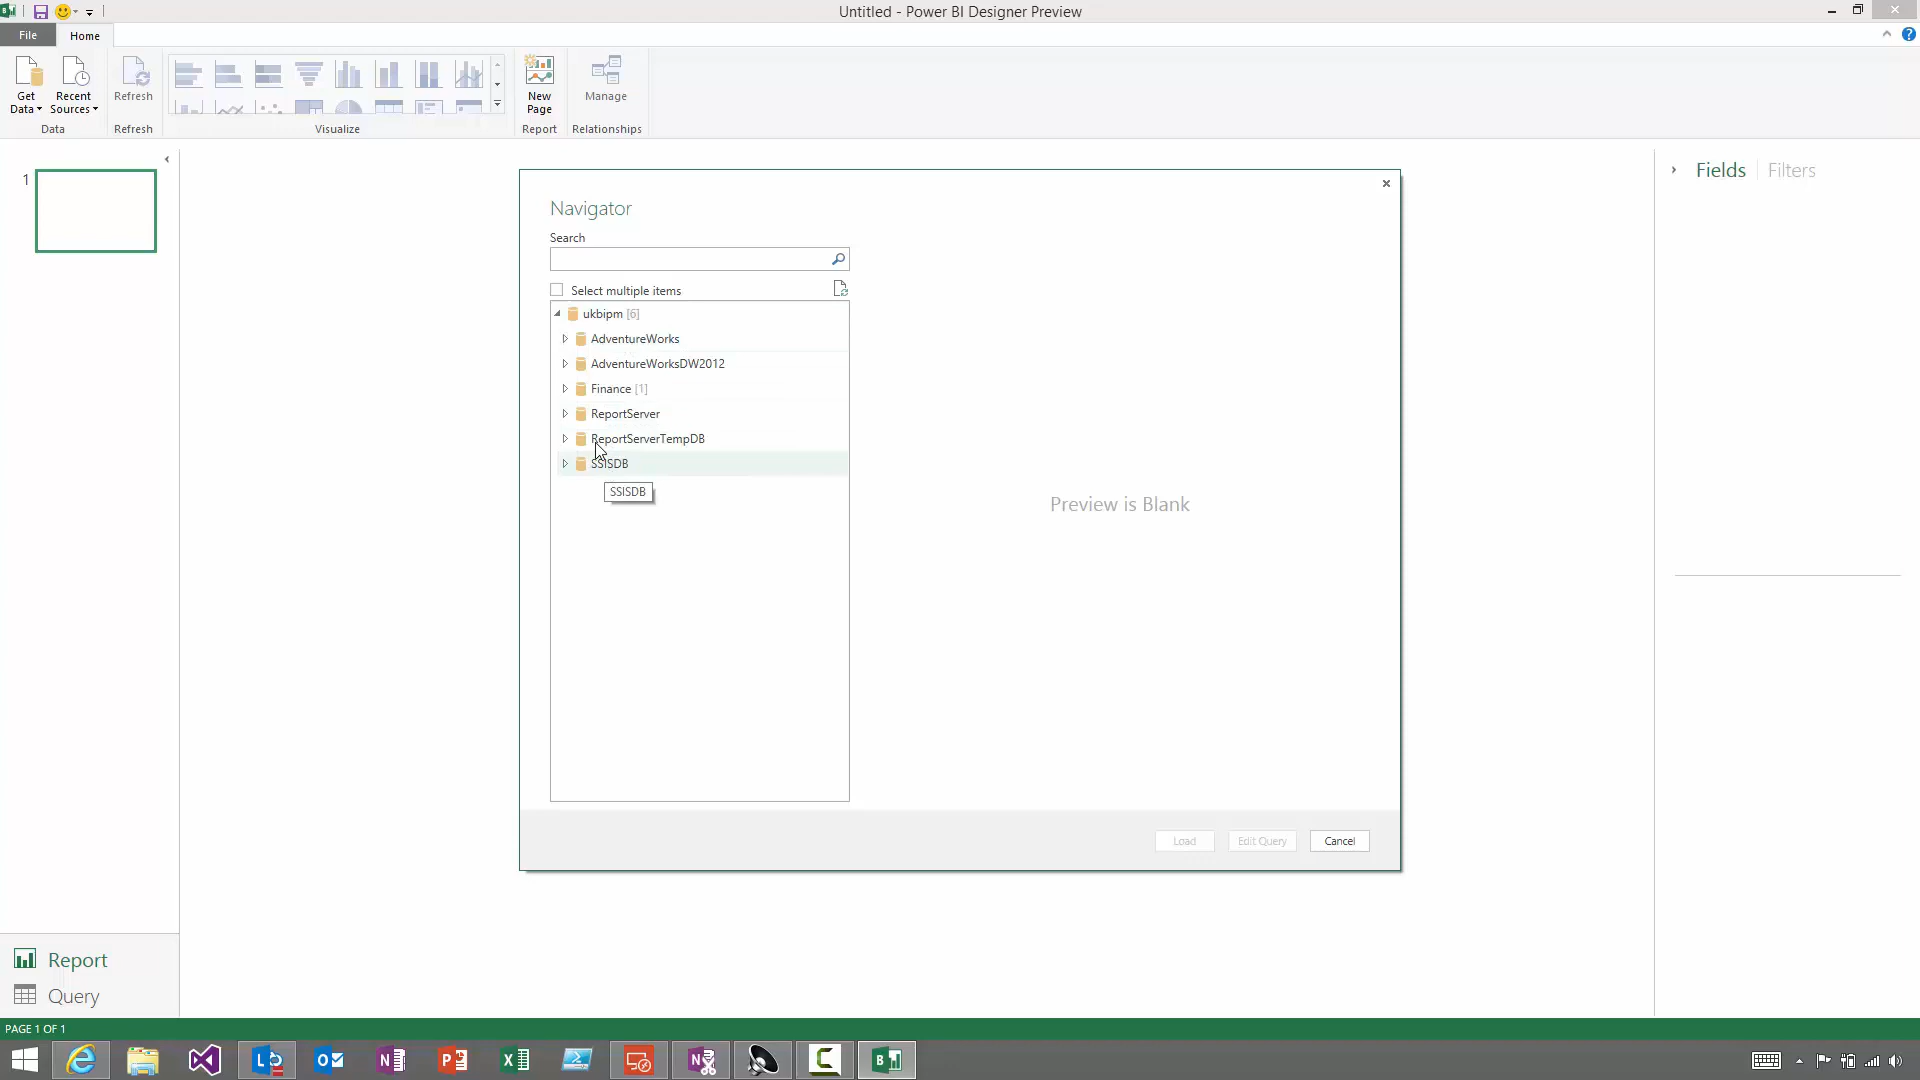 Untitled - Power BI Designer Preview
File
Home
Get Data
Recent Sources
Refresh
New Page
Manage
Data
Refresh
Visualize
Report
Relationships
1
Fields
Filters
Navigator
Search
Select multiple items
ukbipm [6]
AdventureWorks
AdventureWorksDW2012
Finance [1]
ReportServer
ReportServerTempDB
SSISDB
SSISDB
Preview is Blank
Load
Edit Query
Cancel
Report
Query
PAGE 1 OF 1